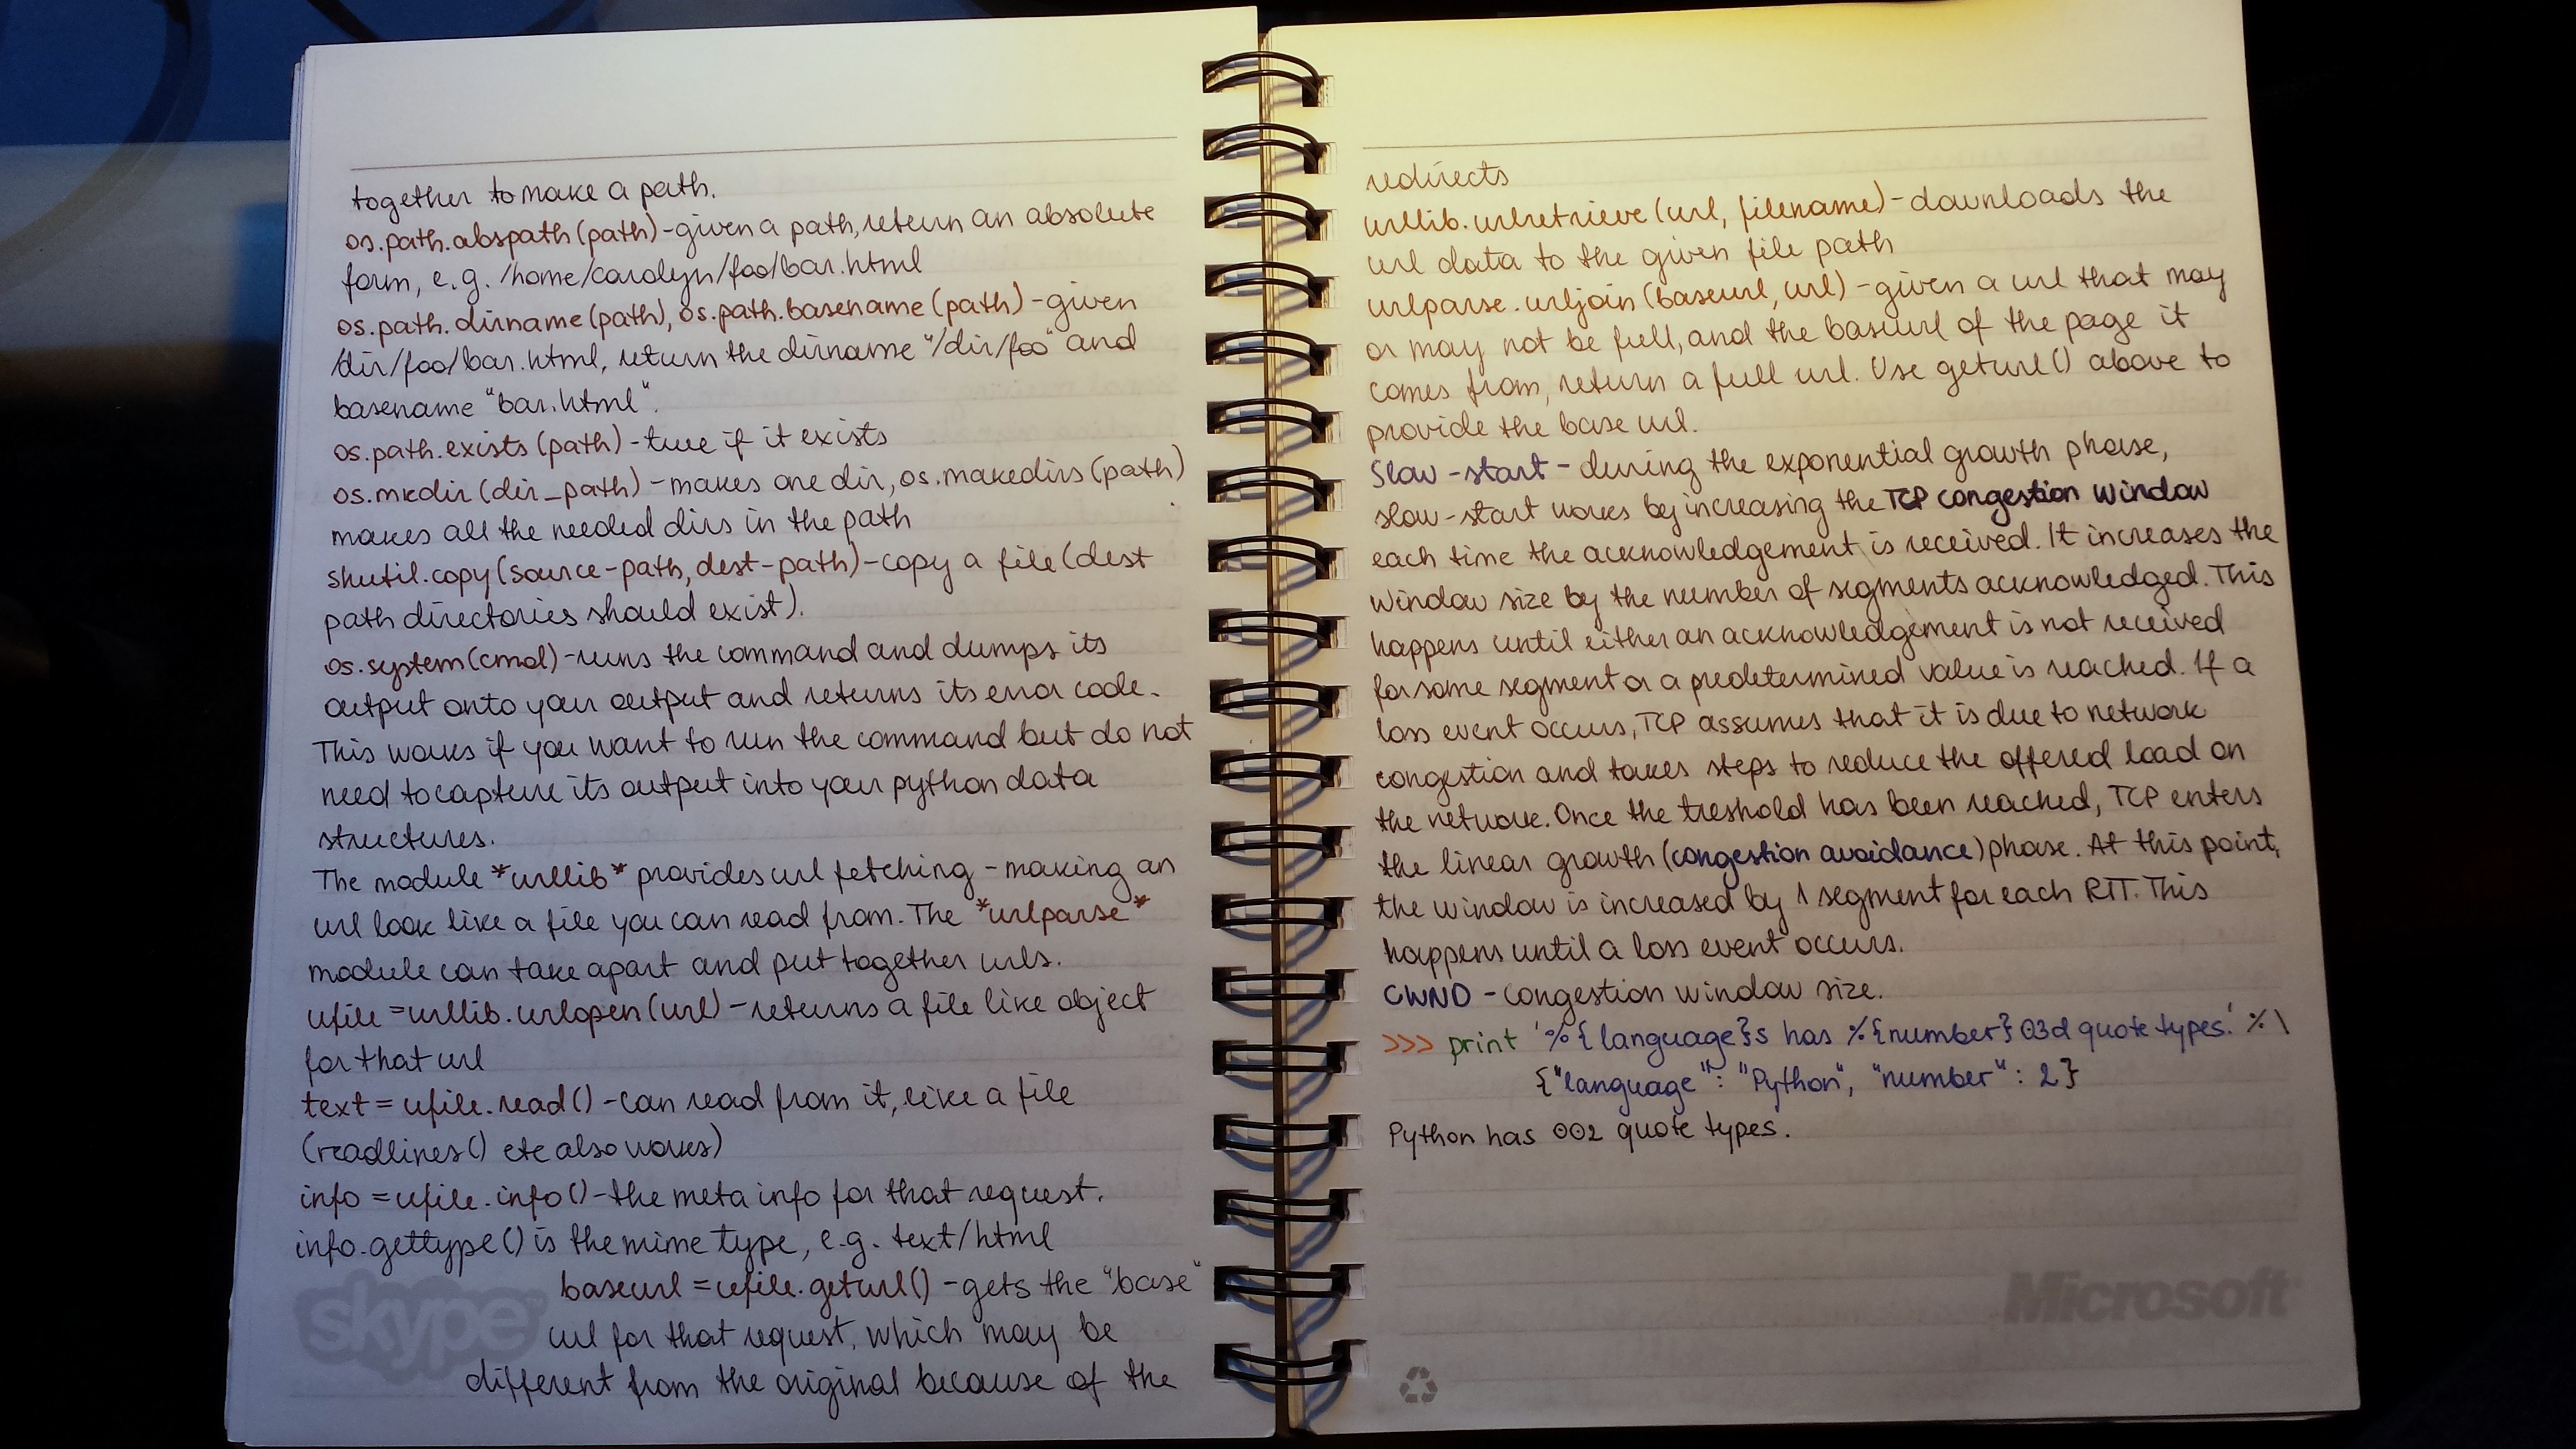 together to make a path.
os.path.abspath(path)-given a path, return an absolute
form, e.g. /home/carolyn/foo/bar.html
os.path.dirname(path), os.path.basename(path)-given
/dir/foo/bar.html, return the dirname "/dir/foo" and
basename "bar.html".
os.path.exists(path)-true if it exists
os.mkdir(dir_path)-makes one dir, os.makedirs(path)
makes all the needed dirs in the path
shutil.copy(source-path, dest-path)-copy a file (dest
path directories should exist).
os.system(cmd)-runs the command and dumps its
output onto your output and returns its error code.
This works if you want to run the command but do not
need to capture its output into your python data
structures.
The module *urllib* provides url fetching - making an
url look like a file you can read from. The *urlparse*
module can take apart and put together urls.
ufile = urllib.urlopen(url) - returns a file like object
for that url
text = ufile.read() - can read from it, like a file
(readlines() etc also works)
info = ufile.info() - the meta info for that request.
info.gettype() is the mime type, e.g. text/html
baseurl = ufile.geturl() - gets the "base"
url for that request, which may be
different from the original because of the
skype
redirects
urllib.urlretrieve(url, filename) - downloads the
url data to the given file path
urlparse.urljoin(baseurl, url) - given a url that may
or may not be full, and the baseurl of the page it
comes from, return a full url. Use geturl() above to
provide the base url.
Slow-start - during the exponential growth phase,
slow-start works by increasing the TCP congestion window
each time the acknowledgement is received. It increases the
window size by the number of segments acknowledged. This
happens until either an acknowledgement is not received
for some segment or a predetermined value is reached. If a
loss event occurs, TCP assumes that it is due to network
congestion and takes steps to reduce the offered load on
the network. Once the treshold has been reached, TCP enters
the linear growth (congestion avoidance) phase. At this point,
the window is increased by 1 segment for each RTT. This
happens until a loss event occurs.
CWND - congestion window size.
>>> print '%{language}s has %{number}03d quote types.' % \
{"language": "Python", "number": 2}
Python has 002 quote types.
Microsoft